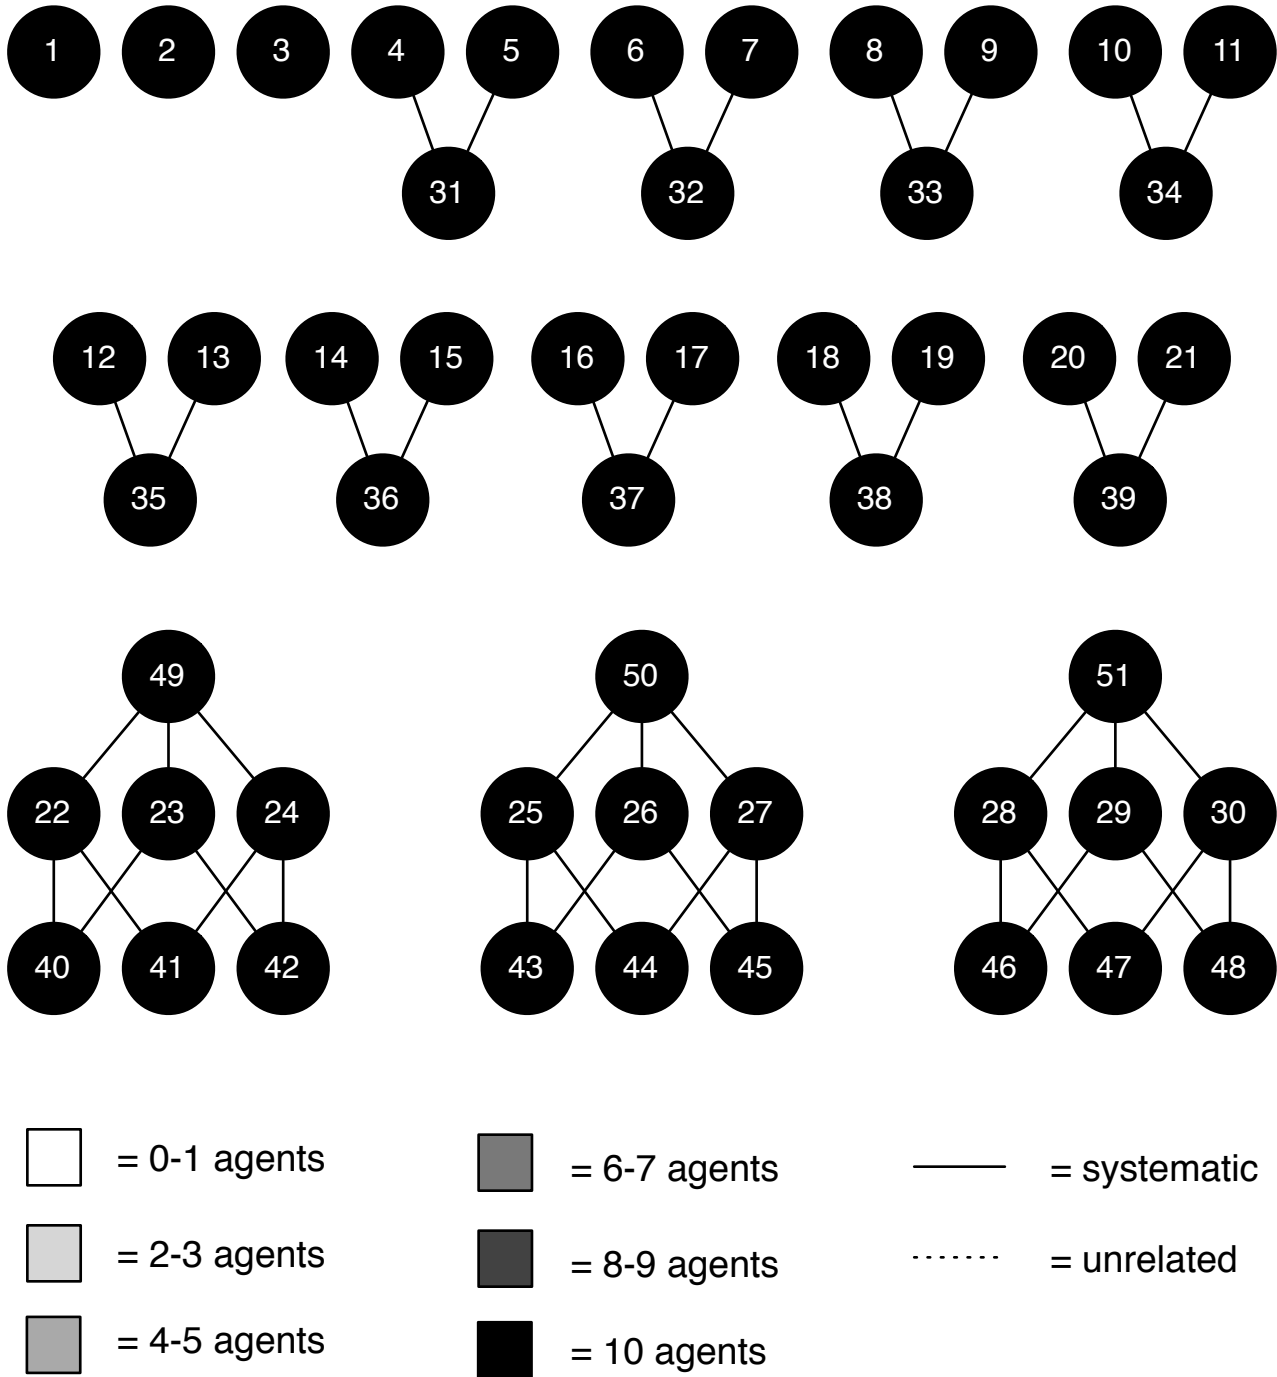 1 2 3 4 5 6 7 8 9 10 11
31 32 33 34
12 13 14 15 16 17 18 19 20 21
35 36 37 38 39
49 50 51
22 23 24 25 26 27 28 29 30
40 41 42 43 44 45 46 47 48
= 0-1 agents
= 2-3 agents
= 4-5 agents
= 6-7 agents
= 8-9 agents
= 10 agents
= systematic
= unrelated